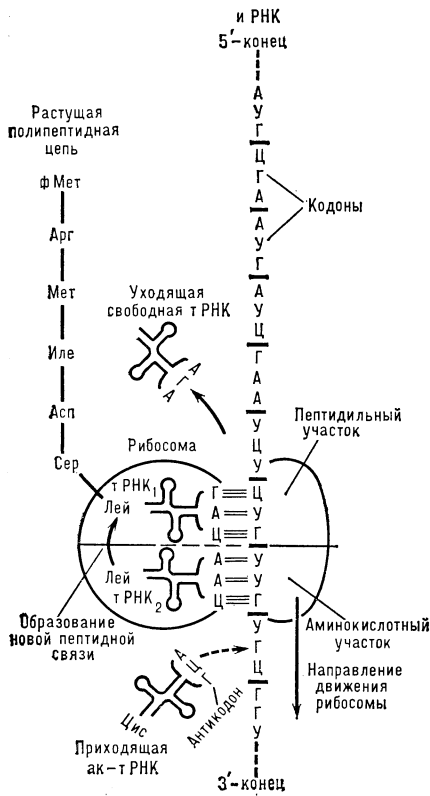 и РНК
5′-конец
А
У
Г
Ц
Г
А
А
У
Г
А
У
Ц
Г
А
А
У
Ц
У
Ц
У
Г
У
У
Г
У
Г
Ц
Г
Г
У
3′-конец
Кодоны
Растущая
полипептидная
цепь
ф Мет
Арг
Мет
Иле
Асп
Сер
Лей
Лей
Уходящая
свободная т РНК
А
Г
А
Рибосома
т РНК1
т РНК2
Г
А
Ц
А
А
Ц
Пептидильный
участок
Аминокислотный
участок
Направление
движения
рибосомы
Образование
новой пептидной
связи
А
Ц
Г
Антикодон
Цис
Приходящая
ак–т РНК